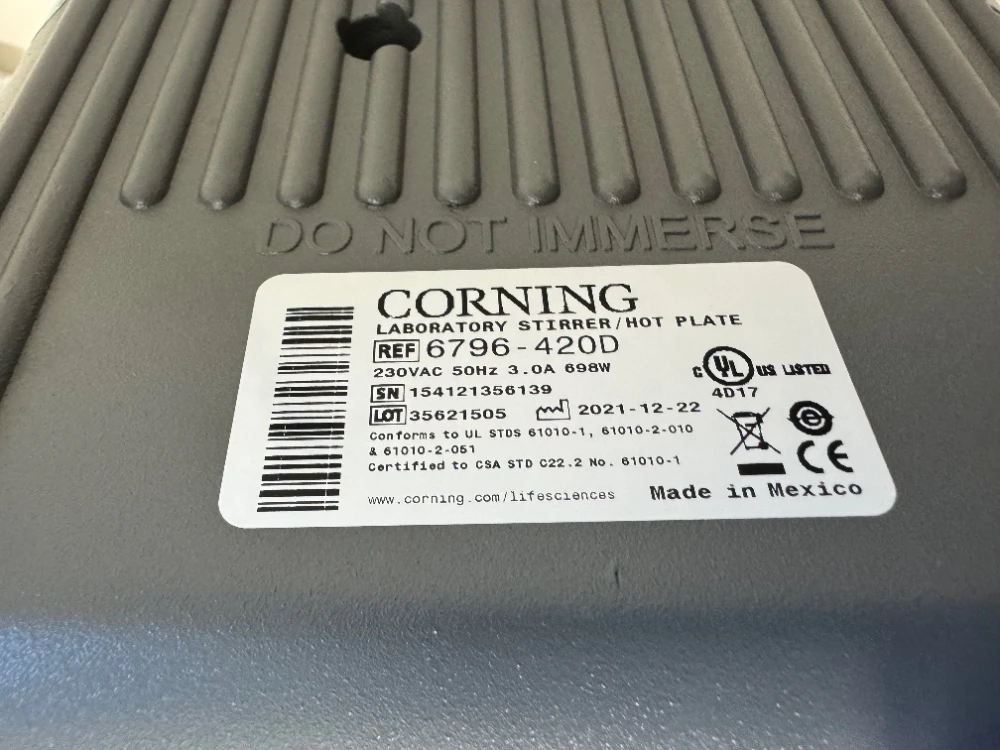 DO NOT IMMERSE
CORNING
LABORATORY STIRRER/HOT PLATE
REF 6796-420D
230VAC 50Hz 3.0A 698W
SN 154121356139
LOT 35621505 2021-12-22
Conforms to UL STDS 61010-1, 61010-2-010
& 61010-2-051
Certified to CSA STD C22.2 No. 61010-1
www.corning.com/lifesciences
C UL US LISTED
4D17
e
CE
Made in Mexico